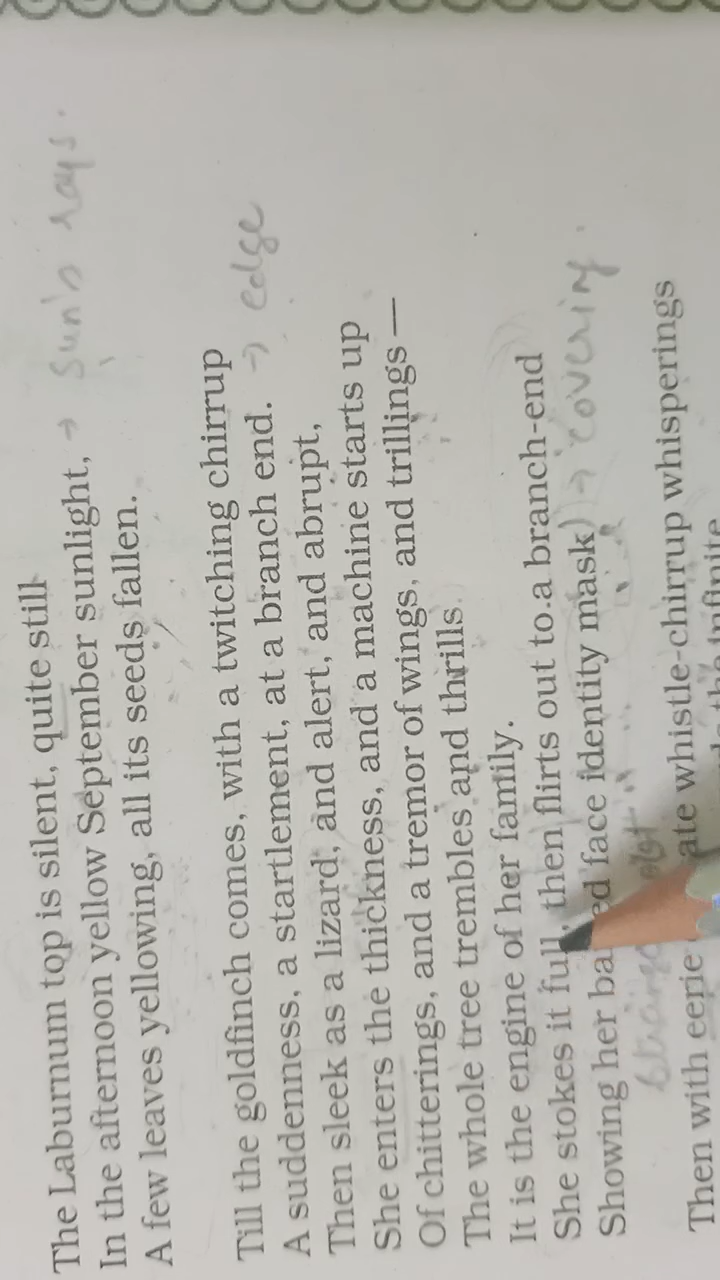 The Laburnum top is silent, quite still
In the afternoon yellow September sunlight, → Sun's rays.
A few leaves yellowing, all its seeds fallen.
Till the goldfinch comes, with a twitching chirrup
A suddenness, a startlement, at a branch end. → edge
Then sleek as a lizard, and alert, and abrupt,
She enters the thickness, and a machine starts up
Of chitterings, and a tremor of wings, and trillings —
The whole tree trembles and thrills.
It is the engine of her family.
She stokes it full, then flirts out to a branch-end
Showing her ba ed face identity mask) → covering.
Then with eerie ate whistle-chirrup whisperings
the infinite